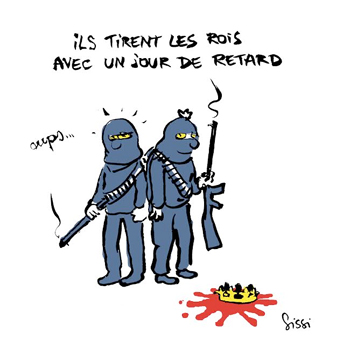 iLS TiRENT LES ROiS
AVEC UN JOUR DE RETARD
oups...
Sissi